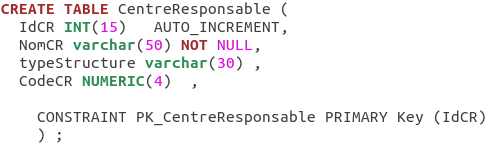 CREATE TABLE CentreResponsable (
IdCR INT(15) AUTO_INCREMENT,
NomCR varchar(50) NOT NULL,
typeStructure varchar(30) ,
CodeCR NUMERIC(4) ,
CONSTRAINT PK_CentreResponsable PRIMARY Key (IdCR)
) ;